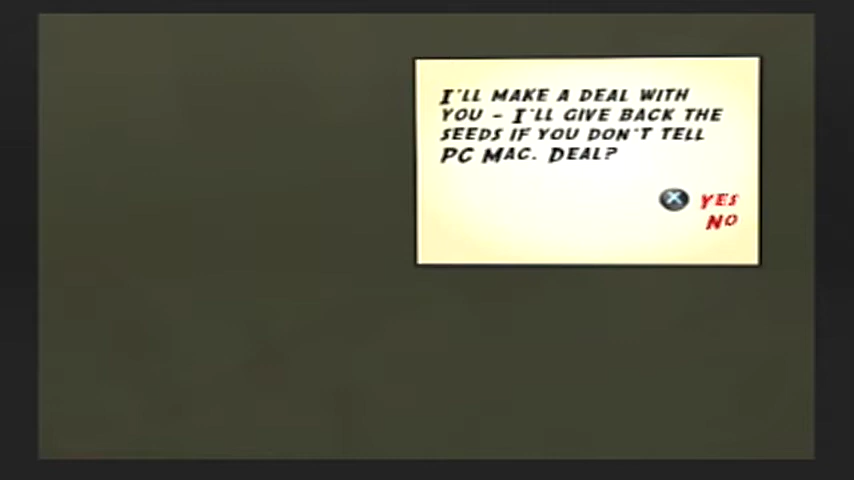 I'LL MAKE A DEAL WITH
YOU - I'LL GIVE BACK THE
SEEDS IF YOU DON'T TELL
PC MAC. DEAL?
YES
NO